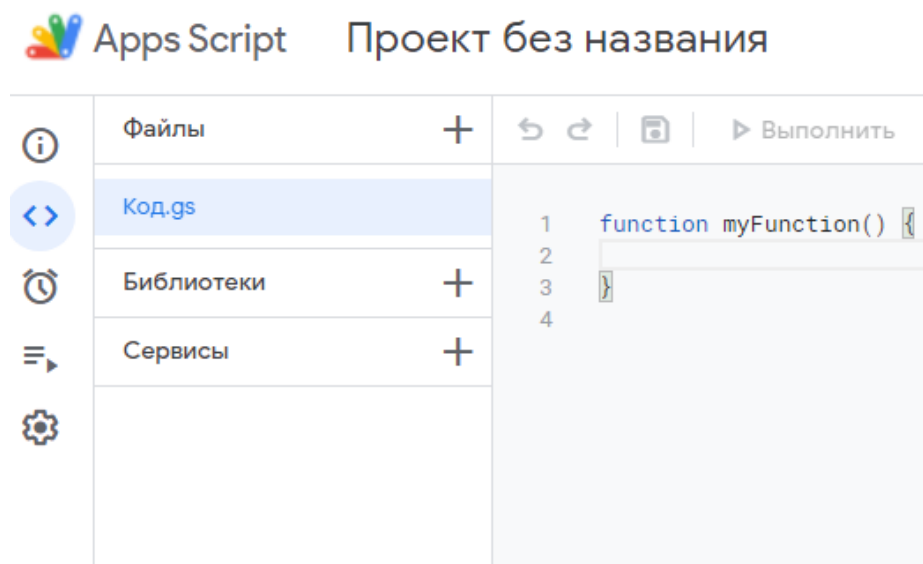 Apps Script Проект без названия
Файлы
Выполнить
Код.gs
Библиотеки
Сервисы
1 function myFunction() {
2
3 }
4